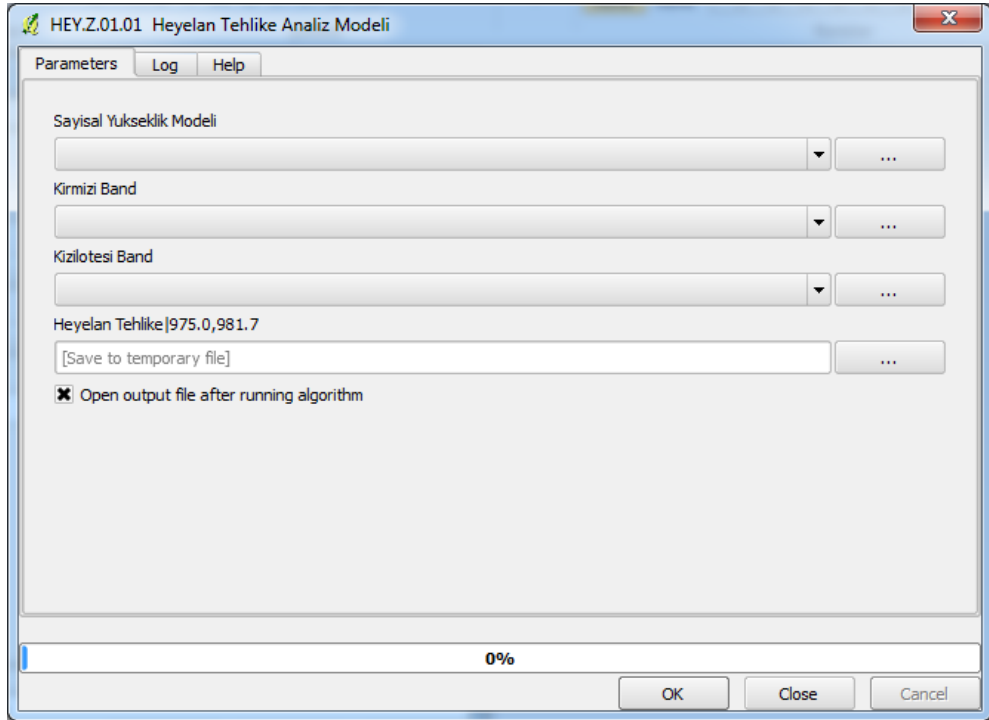 HEY.Z.01.01 Heyelan Tehlike Analiz Modeli
Parameters Log Help
Sayisal Yukseklik Modeli
...
Kirmizi Band
...
Kizilotesi Band
...
Heyelan Tehlike|975.0,981.7
[Save to temporary file] ...
Open output file after running algorithm
0%
OK Close Cancel